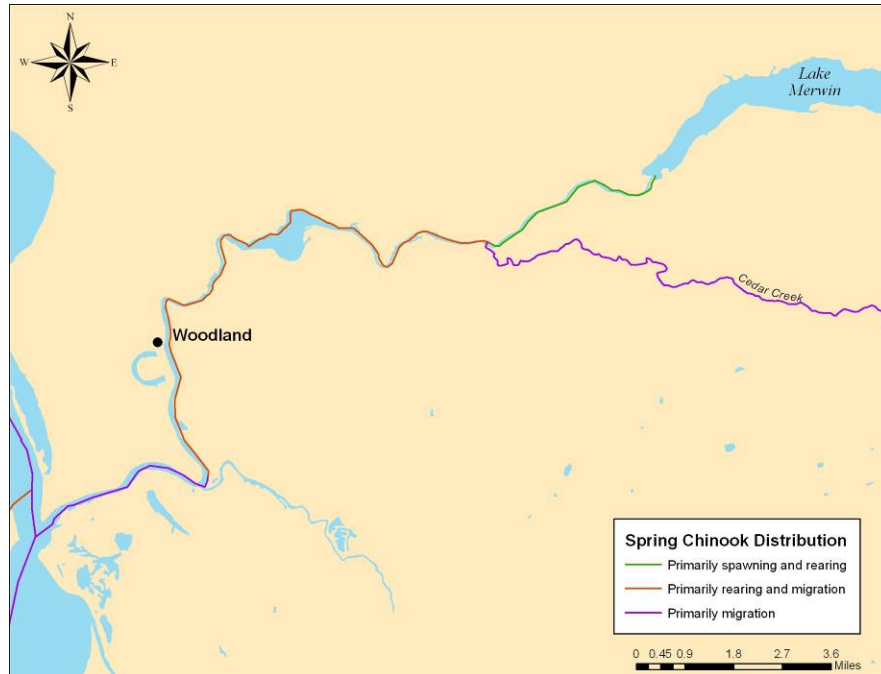 N
W
E
S
Lake
Merwin
Cedar Creek
Woodland
Spring Chinook Distribution
Primarily spawning and rearing
Primarily rearing and migration
Primarily migration
0 0.45 0.9 1.8 2.7 3.6
Miles